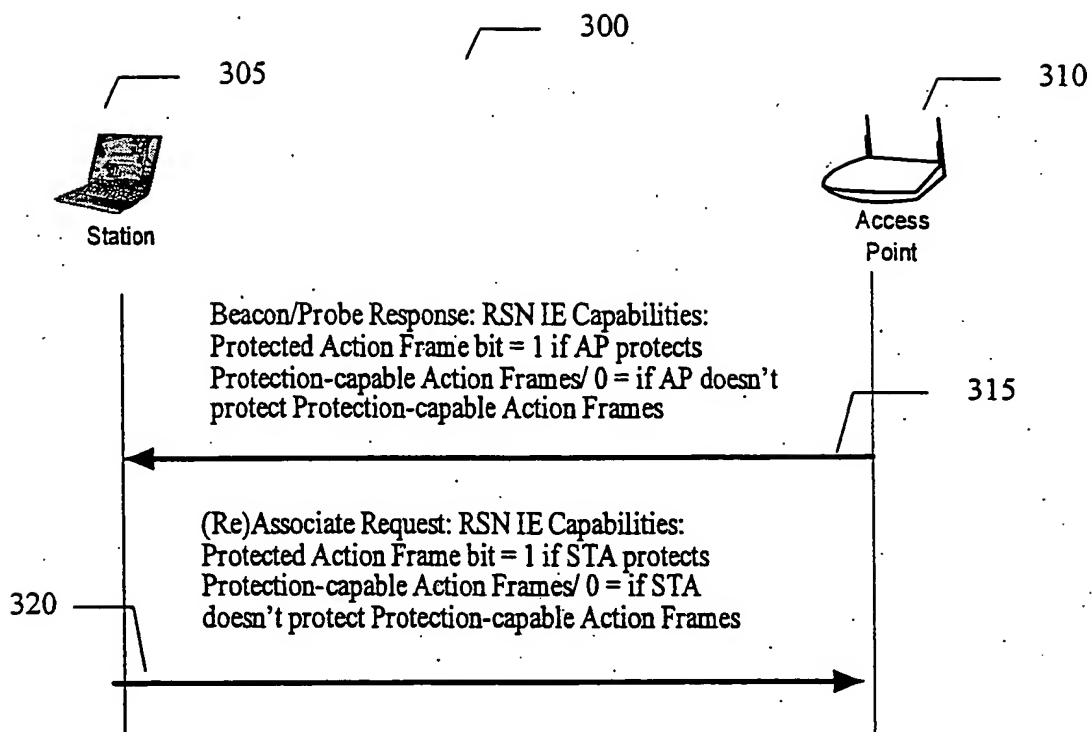 300
305
310
Station
Access
Point
Beacon/Probe Response: RSN IE Capabilities:
Protected Action Frame bit = 1 if AP protects
Protection-capable Action Frames/ 0 = if AP doesn't
protect Protection-capable Action Frames
315
(Re)Associate Request: RSN IE Capabilities:
Protected Action Frame bit = 1 if STA protects
Protection-capable Action Frames/ 0 = if STA
doesn't protect Protection-capable Action Frames
320